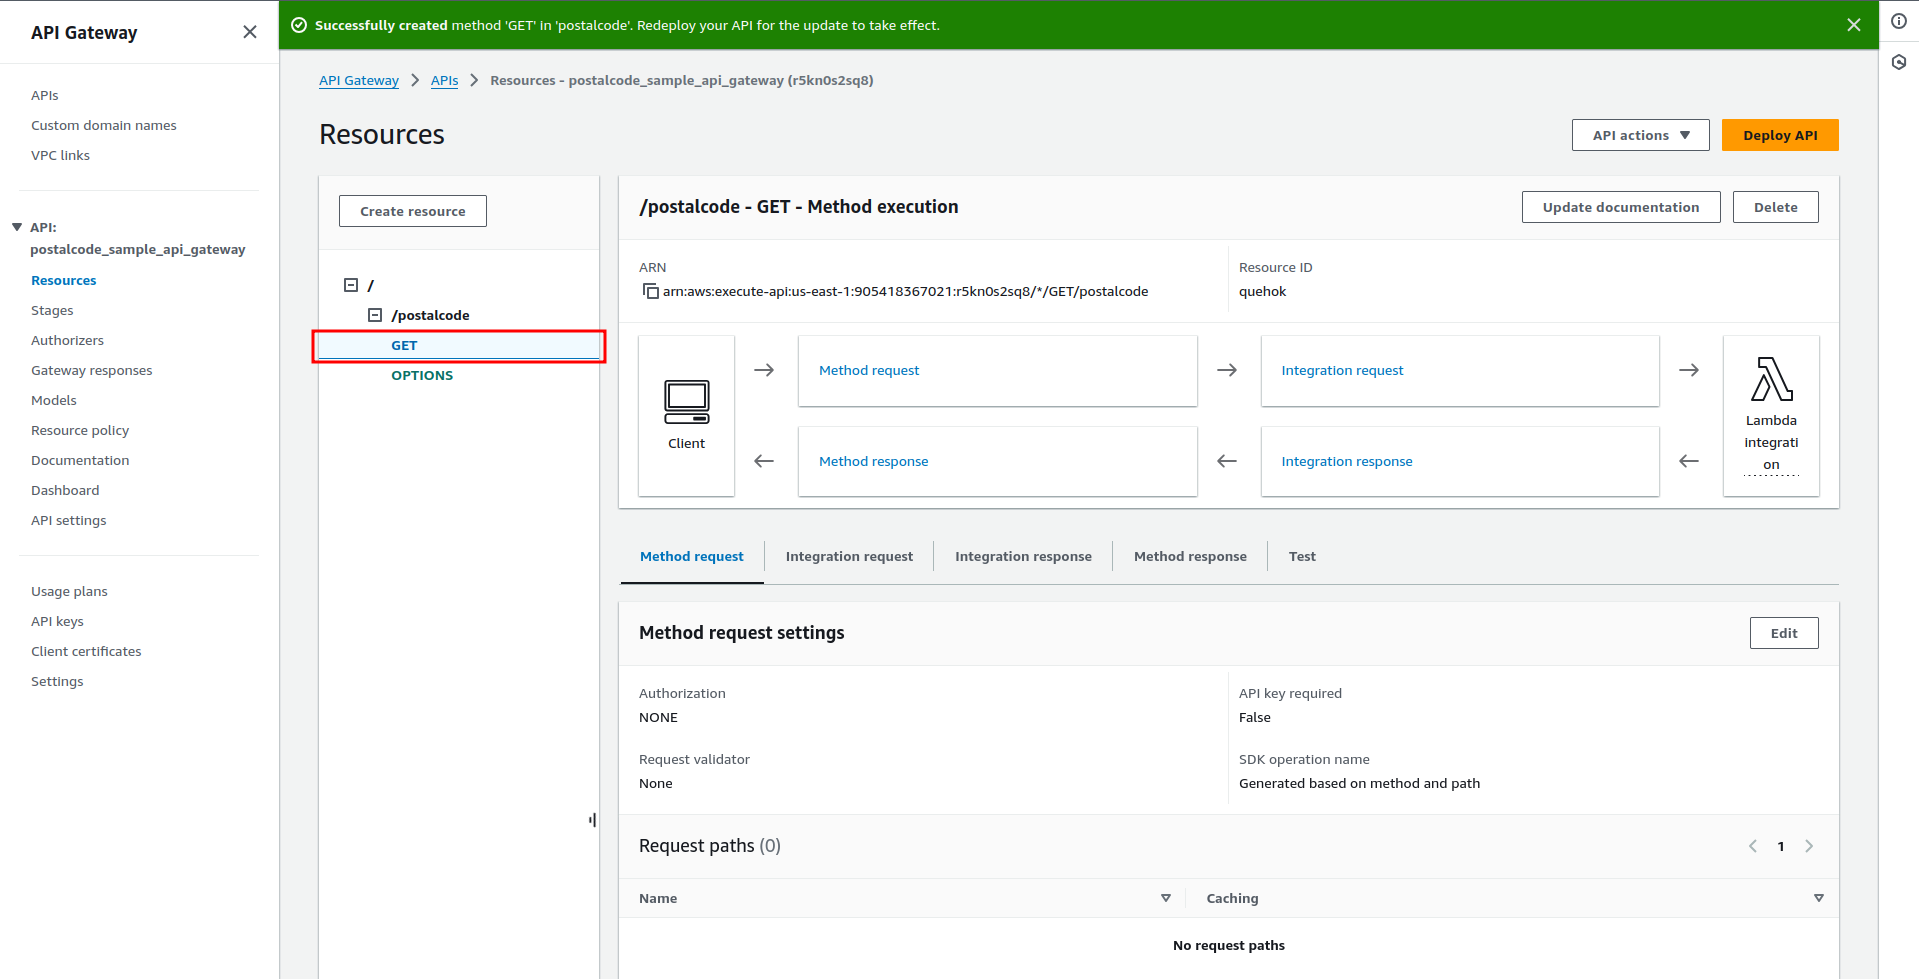 API Gateway
APIs
Custom domain names
VPC links
API:
postalcode_sample_api_gateway
Resources
Stages
Authorizers
Gateway responses
Models
Resource policy
Documentation
Dashboard
API settings
Usage plans
API keys
Client certificates
Settings
Successfully created method 'GET' in 'postalcode'. Redeploy your API for the update to take effect.
API Gateway APIs Resources - postalcode_sample_api_gateway (r5kn0s2sq8)
Resources
API actions Deploy API
Create resource
/
/postalcode
GET
OPTIONS
/postalcode - GET - Method execution
Update documentation Delete
ARN
arn:aws:execute-api:us-east-1:905418367021:r5kn0s2sq8/*/GET/postalcode
Resource ID
quehok
Client
Method request
Integration request
Method response
Integration response
Lambda
integrati
on
Method request Integration request Integration response Method response Test
Method request settings
Edit
Authorization
NONE
API key required
False
Request validator
None
SDK operation name
Generated based on method and path
Request paths (0)
1
Name Caching
No request paths